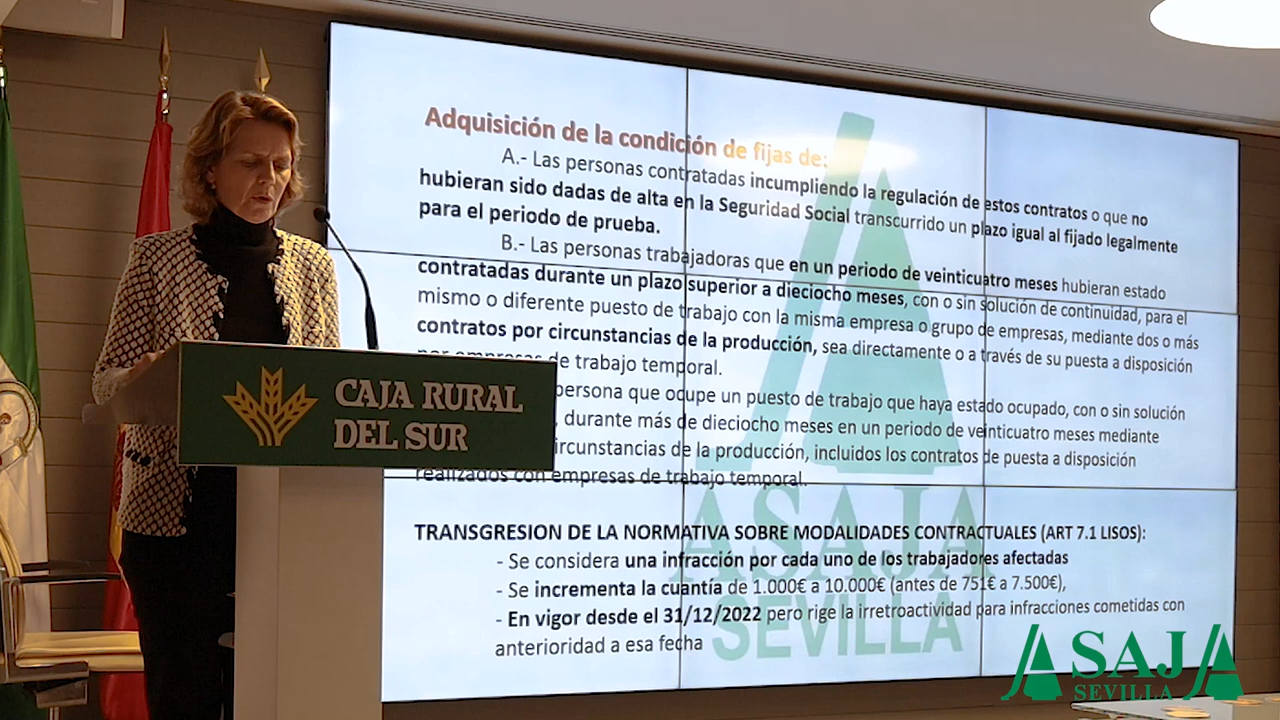 Adquisición de la condición de fijas de:
A.- Las personas contratadas incumpliendo la regulación de estos contratos o que no
hubieran sido dadas de alta en la Seguridad Social transcurrido un plazo igual al fijado legalmente
para el periodo de prueba.
B.- Las personas trabajadoras que en un periodo de veinticuatro meses hubieran estado
contratadas durante un plazo superior a dieciocho meses, con o sin solución de continuidad, para el
mismo o diferente puesto de trabajo con la misma empresa o grupo de empresas, mediante dos o más
contratos por circunstancias de la producción, sea directamente o a través de su puesta a disposición
por empresas de trabajo temporal.
persona que ocupe un puesto de trabajo que haya estado ocupado, con o sin solución
, durante más de dieciocho meses en un periodo de veinticuatro meses mediante
circunstancias de la producción, incluidos los contratos de puesta a disposición
realizados con empresas de trabajo temporal.
TRANSGRESION DE LA NORMATIVA SOBRE MODALIDADES CONTRACTUALES (ART 7.1 LISOS):
- Se considera una infracción por cada uno de los trabajadores afectadas
- Se incrementa la cuantía de 1.000€ a 10.000€ (antes de 751€ a 7.500€),
- En vigor desde el 31/12/2022 pero rige la irretroactividad para infracciones cometidas con
anterioridad a esa fecha
ASAJA
SEVILLA
CAJA RURAL
DEL SUR
ASAJA
SEVILLA